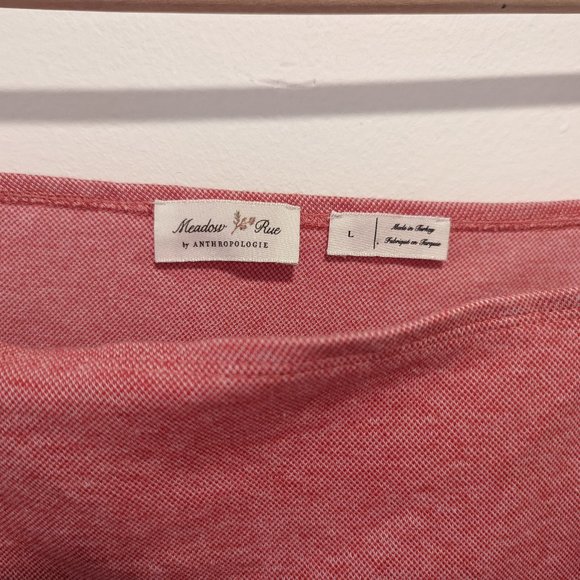 Meadow Rue
by ANTHROPOLOGIE
L
Made in Turkey
Fabriqué en Turquie